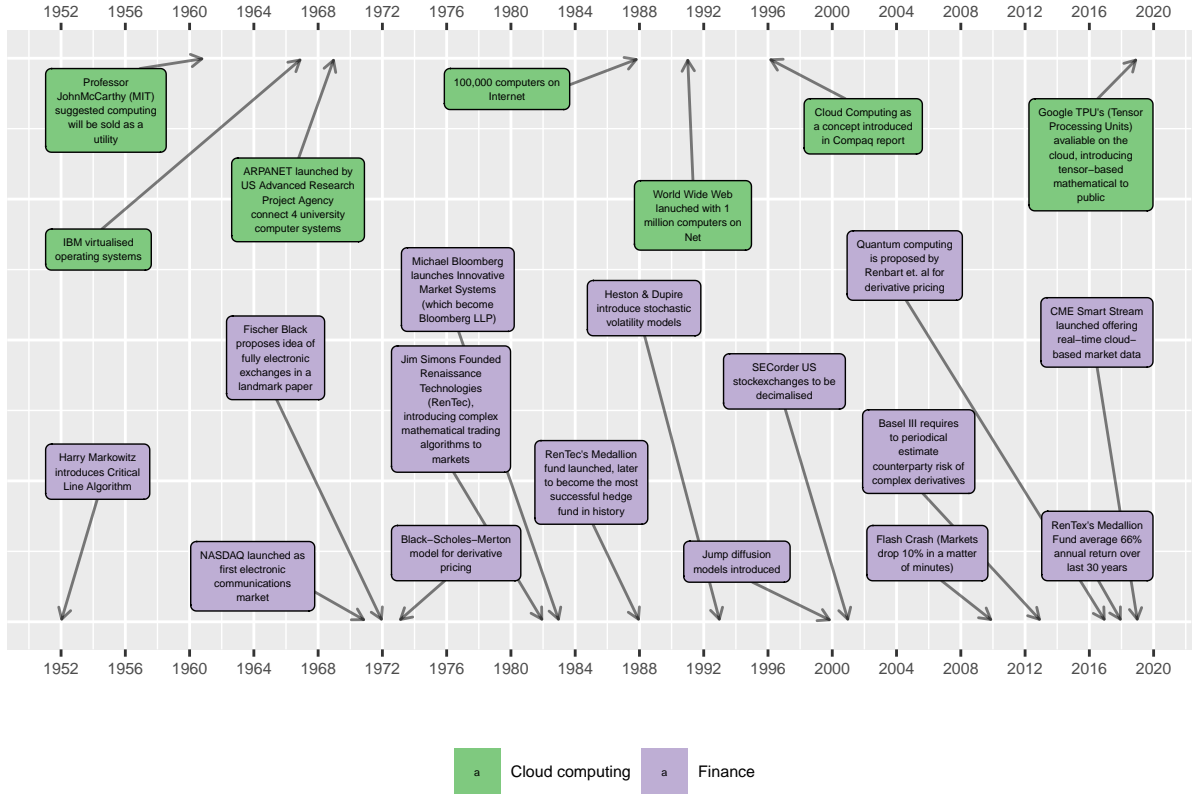 1952 1956 1960 1964 1968 1972 1976 1980 1984 1988 1992 1996 2000 2004 2008 2012 2016 2020
Professor
JohnMcCarthy (MIT)
suggested computing
will be sold as a
utility
100,000 computers on
Internet
Cloud Computing as
a concept introduced
in Compaq report
Google TPU's (Tensor
Processing Units)
avaliable on the
cloud, introducing
tensor−based
mathematical to
public
ARPANET launched by
US Advanced Research
Project Agency
connect 4 university
computer systems
World Wide Web
lanuched with 1
million computers on
Net
IBM virtualised
operating systems
Michael Bloomberg
launches Innovative
Market Systems
(which become
Bloomberg LLP)
Quantum computing
is proposed by
Renbart et. al for
derivative pricing
Heston & Dupire
introduce stochastic
volatility models
CME Smart Stream
launched offering
real−time cloud−
based market data
Fischer Black
proposes idea of
fully electronic
exchanges in a
landmark paper
Jim Simons Founded
Renaissance
Technologies
(RenTec),
introducing complex
mathematical trading
algorithms to
markets
SECorder US
stockexchanges to be
decimalised
Basel III requires
to periodical
estimate
counterparty risk of
complex derivatives
Harry Markowitz
introduces Critical
Line Algorithm
RenTec's Medallion
fund launched, later
to become the most
successful hedge
fund in history
NASDAQ launched as
first electronic
communications
market
Black−Scholes−Merton
model for derivative
pricing
Jump diffusion
models introduced
Flash Crash (Markets
drop 10% in a matter
of minutes)
RenTex's Medallion
Fund average 66%
annual return over
last 30 years
1952 1956 1960 1964 1968 1972 1976 1980 1984 1988 1992 1996 2000 2004 2008 2012 2016 2020
a Cloud computing a Finance